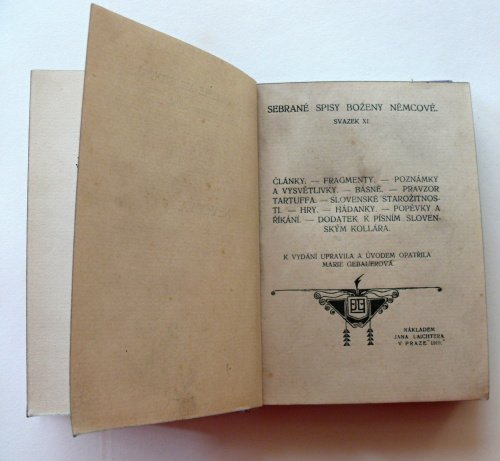 SEBRANÉ SPISY BOŽENY NĚMCOVÉ.
SVAZEK XI
ČLÁNKY. — FRAGMENTY. — POZNÁMKY
A VYSVĚTLIVKY. — BÁSNĚ. — PRAVZOR
TARTUFFA. — SLOVENSKÉ STAROŽITNOS-
TI. — HRY. — HÁDANKY. — POPĚVKY A
ŘÍKÁNÍ. — DODATEK K PÍSNÍM SLOVEN-
SKÝM KOLLÁRA.
K VYDÁNÍ UPRAVILA A ÚVODEM OPATŘILA
MARIE GEBAUEROVÁ.
NÁKLADEM
JANA LAICHTERA
V PRAZE